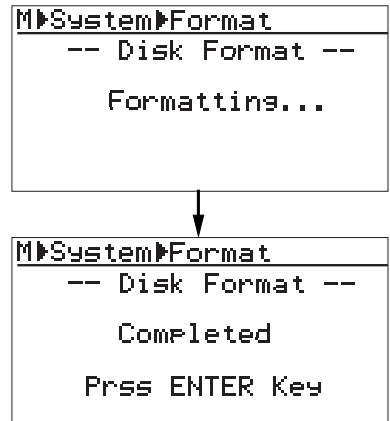 M▶System▶Format
-- Disk Format --
Formatting...
M▶System▶Format
-- Disk Format --
Completed
Prss ENTER Key